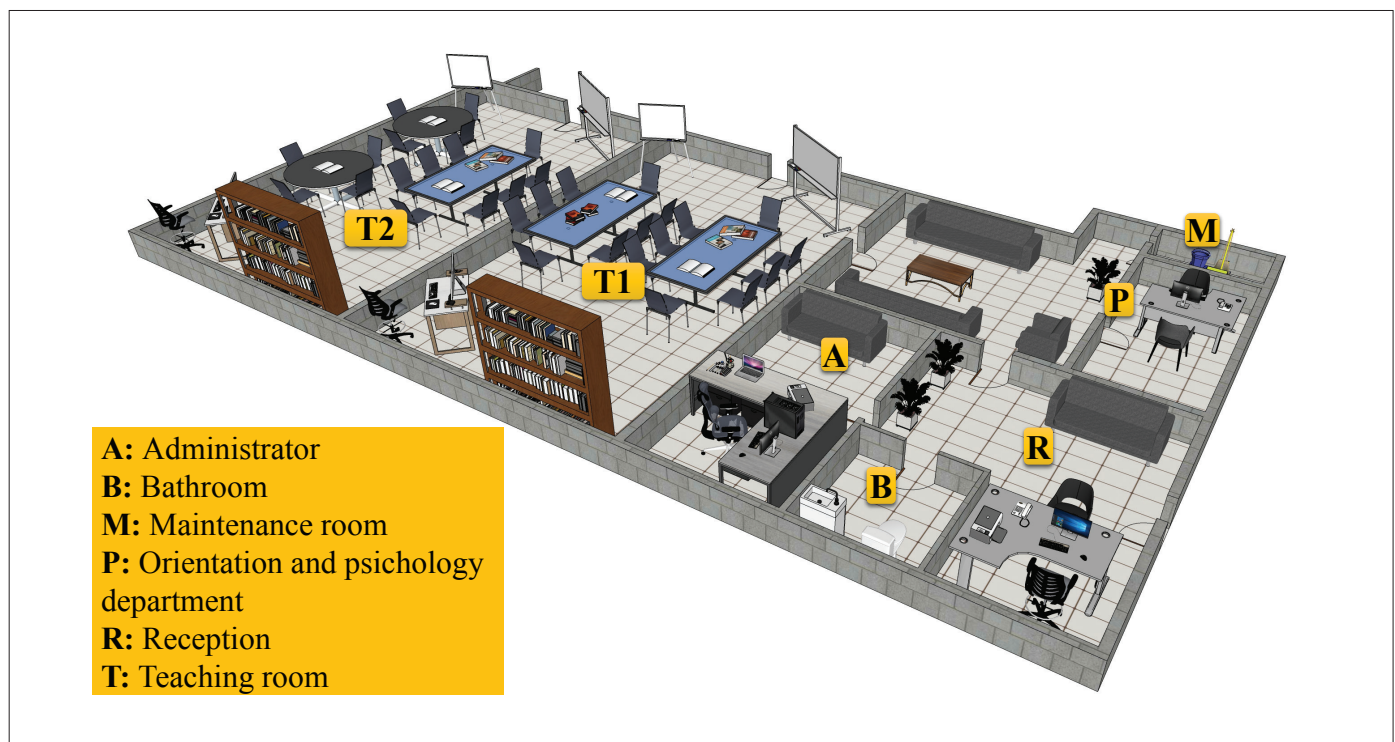 T2
T1
M
P
A
R
B
A: Administrator
B: Bathroom
M: Maintenance room
P: Orientation and psichology
department
R: Reception
T: Teaching room